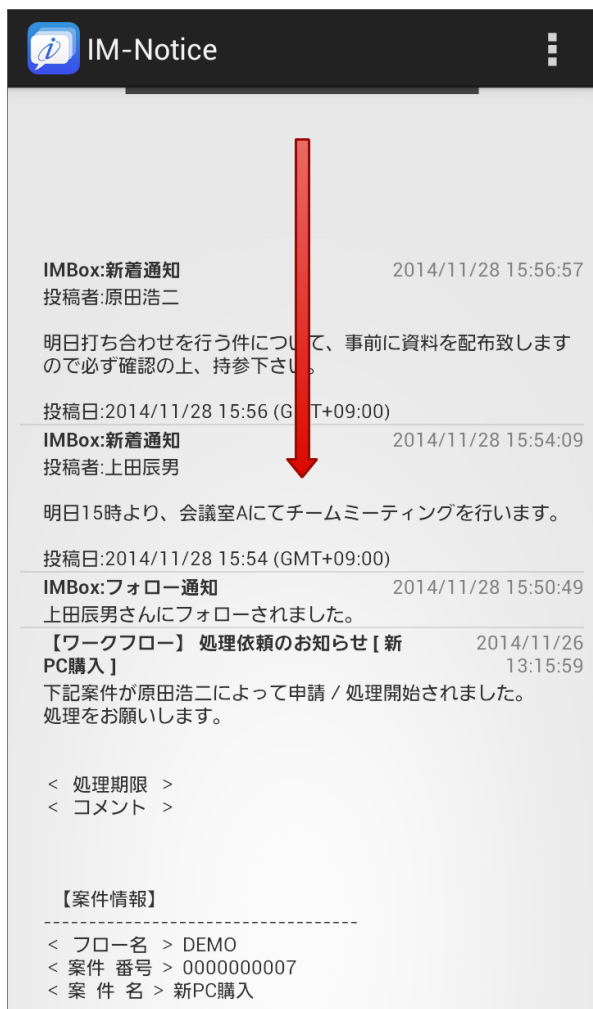 IM-Notice
IMBox:新着通知 2014/11/28 15:56:57
投稿者:原田浩二
明日打ち合わせを行う件について、事前に資料を配布致します
ので必ず確認の上、持参下さい。
投稿日:2014/11/28 15:56 (GMT+09:00)
IMBox:新着通知 2014/11/28 15:54:09
投稿者:上田辰男
明日15時より、会議室Aにてチームミーティングを行います。
投稿日:2014/11/28 15:54 (GMT+09:00)
IMBox:フォロー通知 2014/11/28 15:50:49
上田辰男さんにフォローされました。
【ワークフロー】 処理依頼のお知らせ [ 新 2014/11/26
PC購入 ] 13:15:59
下記案件が原田浩二によって申請 / 処理開始されました。
処理をお願いします。
< 処理期限 >
< コメント >
【案件情報】
-----------------------------------
< フロー名 > DEMO
< 案件 番号 > 0000000007
< 案 件 名 > 新PC購入